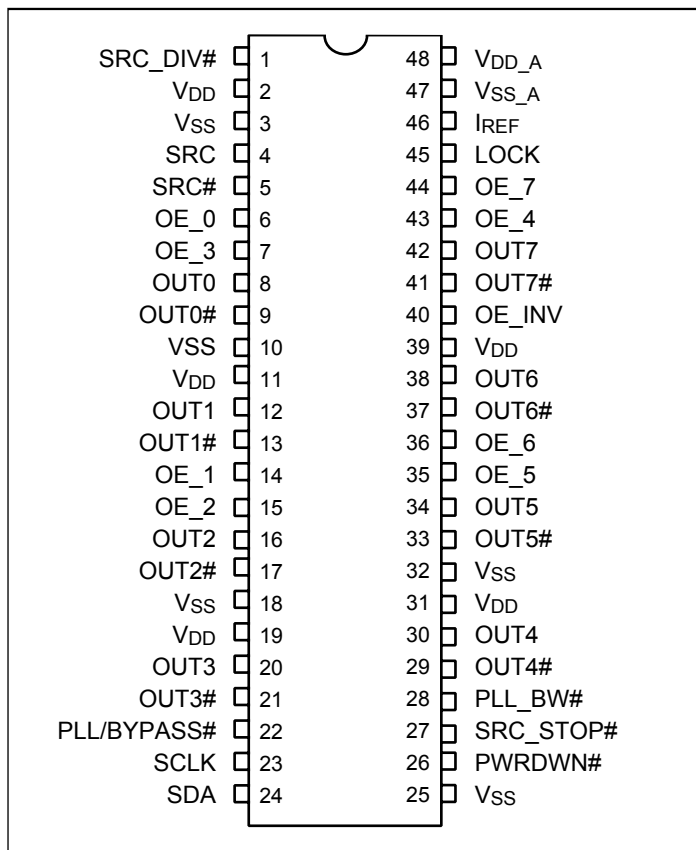 SRC_DIV# 1 48 VDD_A
VDD 2 47 VSS_A
VSS 3 46 IREF
SRC 4 45 LOCK
SRC# 5 44 OE_7
OE_0 6 43 OE_4
OE_3 7 42 OUT7
OUT0 8 41 OUT7#
OUT0# 9 40 OE_INV
VSS 10 39 VDD
VDD 11 38 OUT6
OUT1 12 37 OUT6#
OUT1# 13 36 OE_6
OE_1 14 35 OE_5
OE_2 15 34 OUT5
OUT2 16 33 OUT5#
OUT2# 17 32 VSS
VSS 18 31 VDD
VDD 19 30 OUT4
OUT3 20 29 OUT4#
OUT3# 21 28 PLL_BW#
PLL/BYPASS# 22 27 SRC_STOP#
SCLK 23 26 PWRDWN#
SDA 24 25 VSS